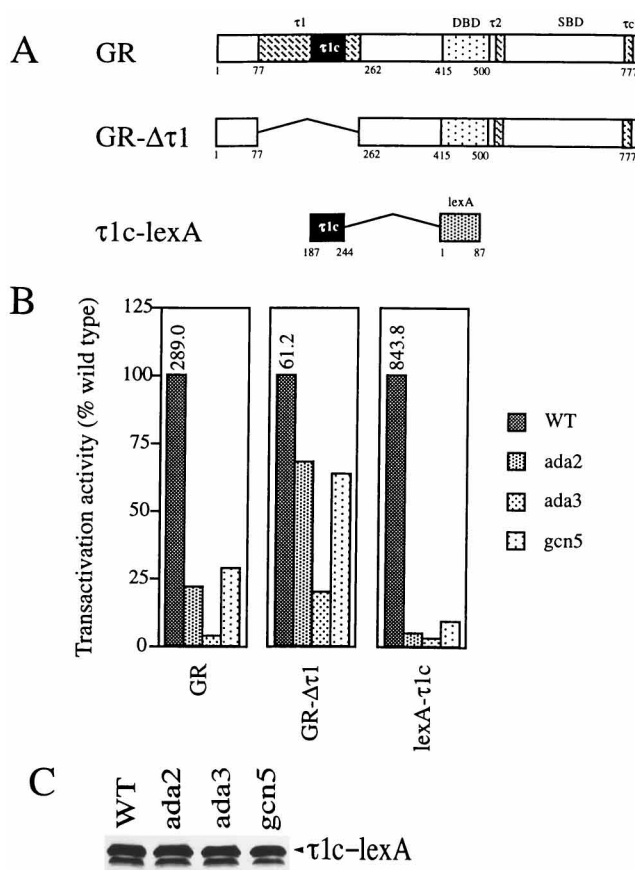 A
τ1 DBD τ2 SBD τc
GR
τ1c
1 77 262 415 500 777
GR-Δτ1
1 77 262 415 500 777
lexA
τ1c-lexA
τ1c
187 244 1 87
B
Transactivation activity (% wild type)
125
100
75
50
25
0
289.0
61.2
843.8
GR
GR-Δτ1
lexA-τ1c
WT
ada2
ada3
gcn5
C
WT
ada2
ada3
gcn5
τ1c–lexA